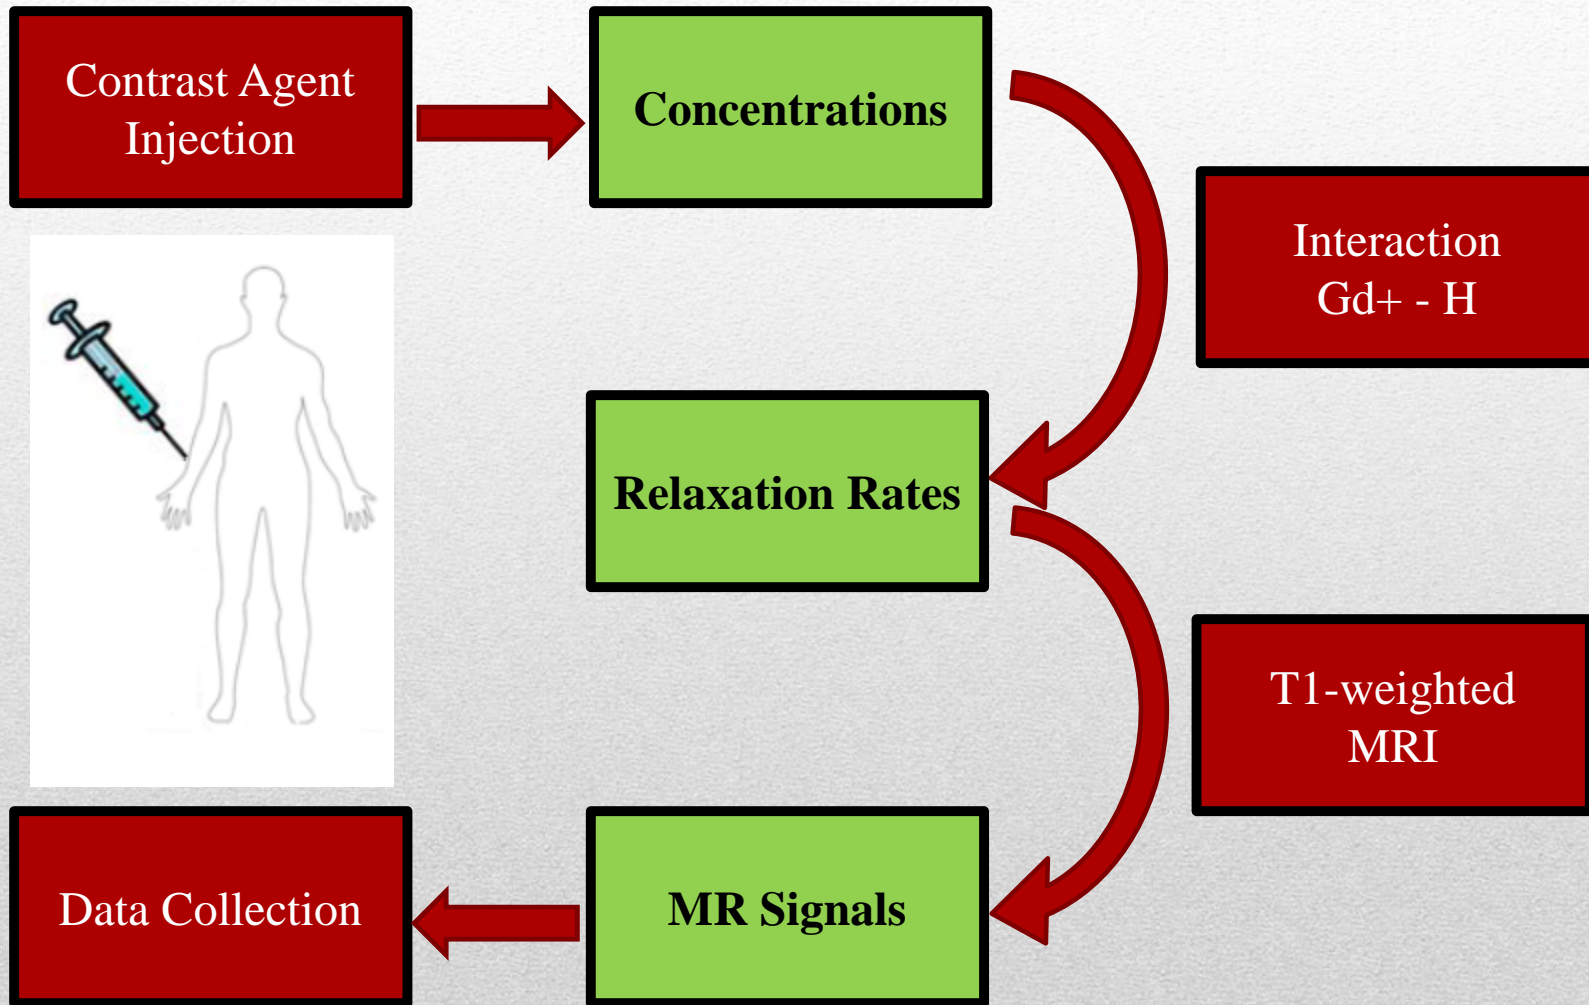 Contrast Agent
Injection
Concentrations
Interaction
Gd+ - H
Relaxation Rates
T1-weighted
MRI
MR Signals
Data Collection